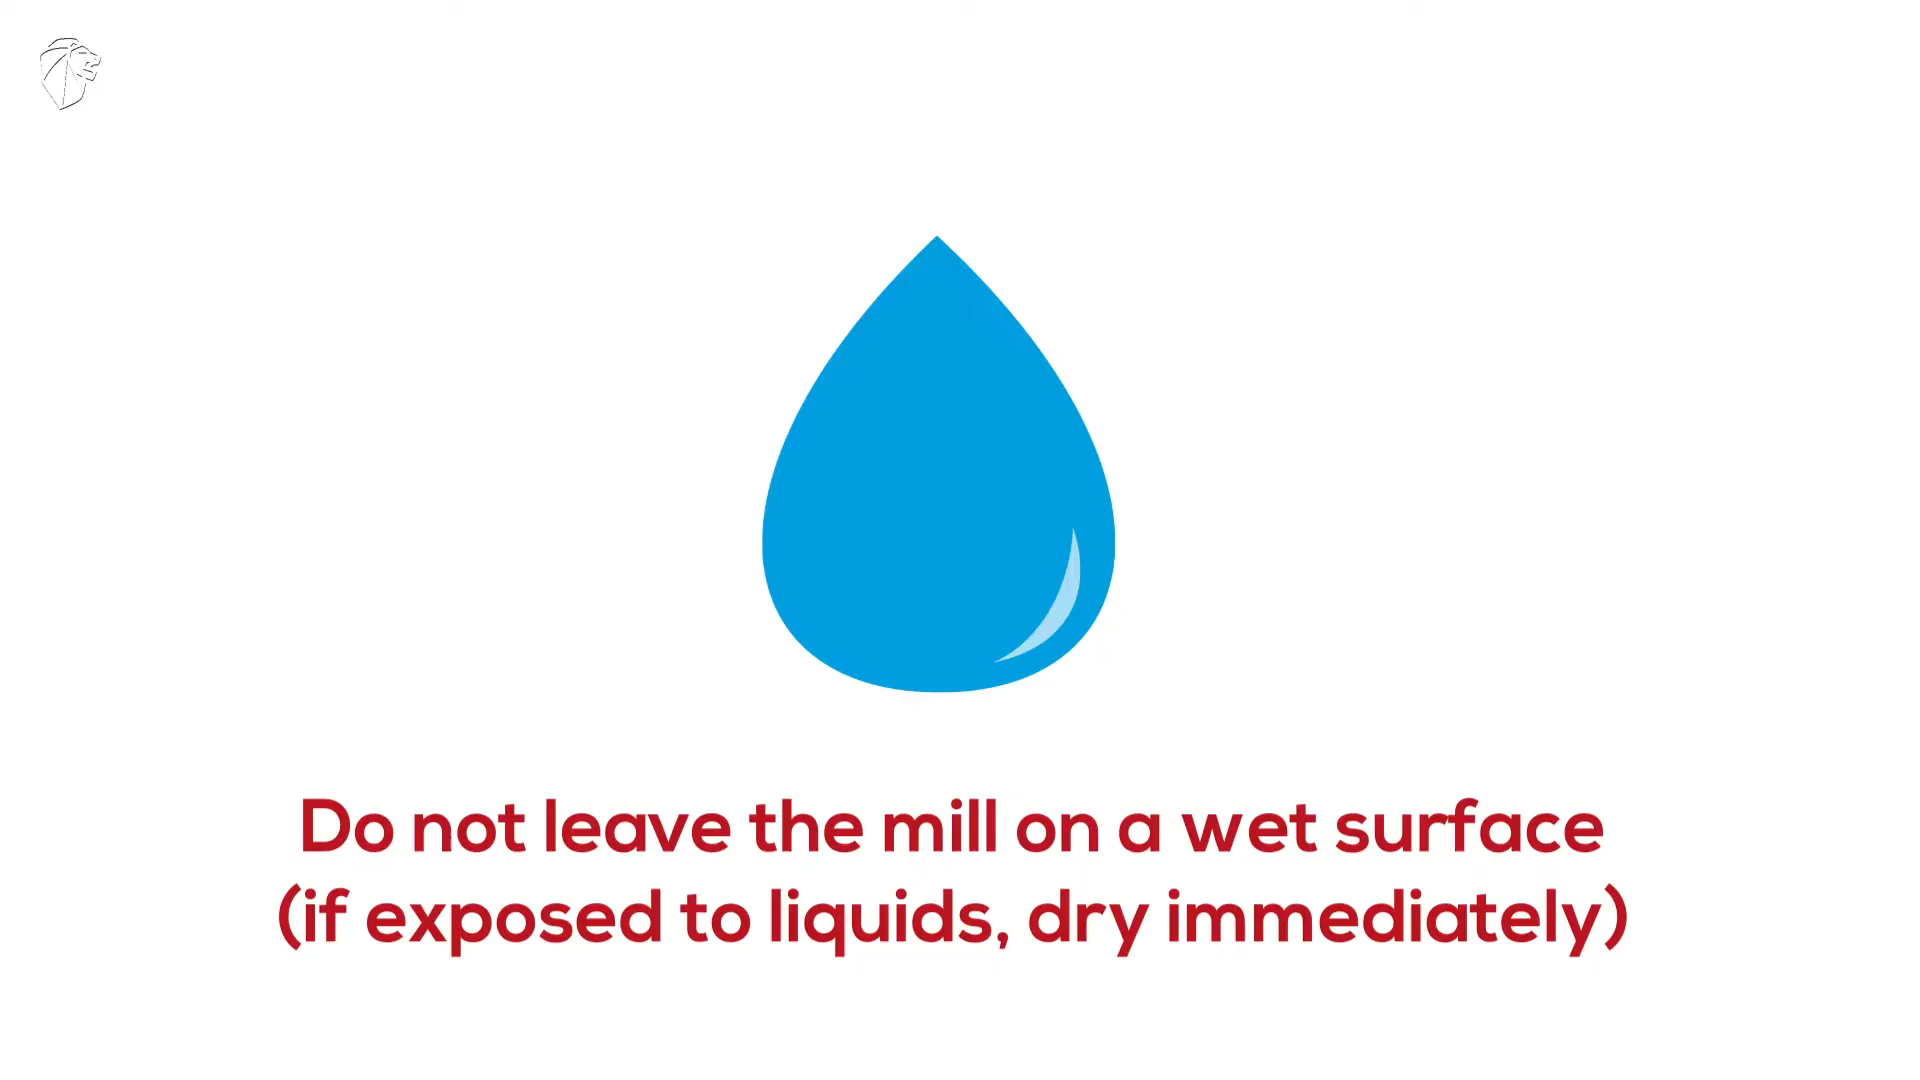 Do not leave the mill on a wet surface
(if exposed to liquids, dry immediately)